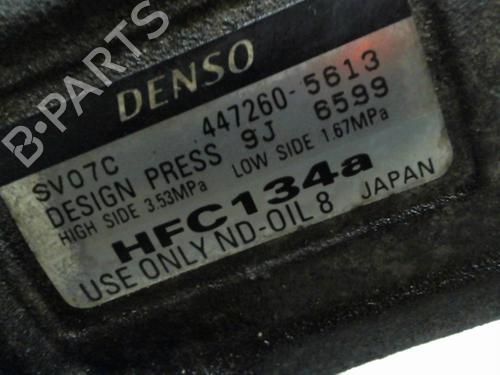 B-PARTS
DENSO
447260-5613
SV07C 9J 6599
DESIGN PRESS
HIGH SIDE 3.53MPa LOW SIDE 1.67MPa
HFC134a
USE ONLY ND-OIL 8 JAPAN